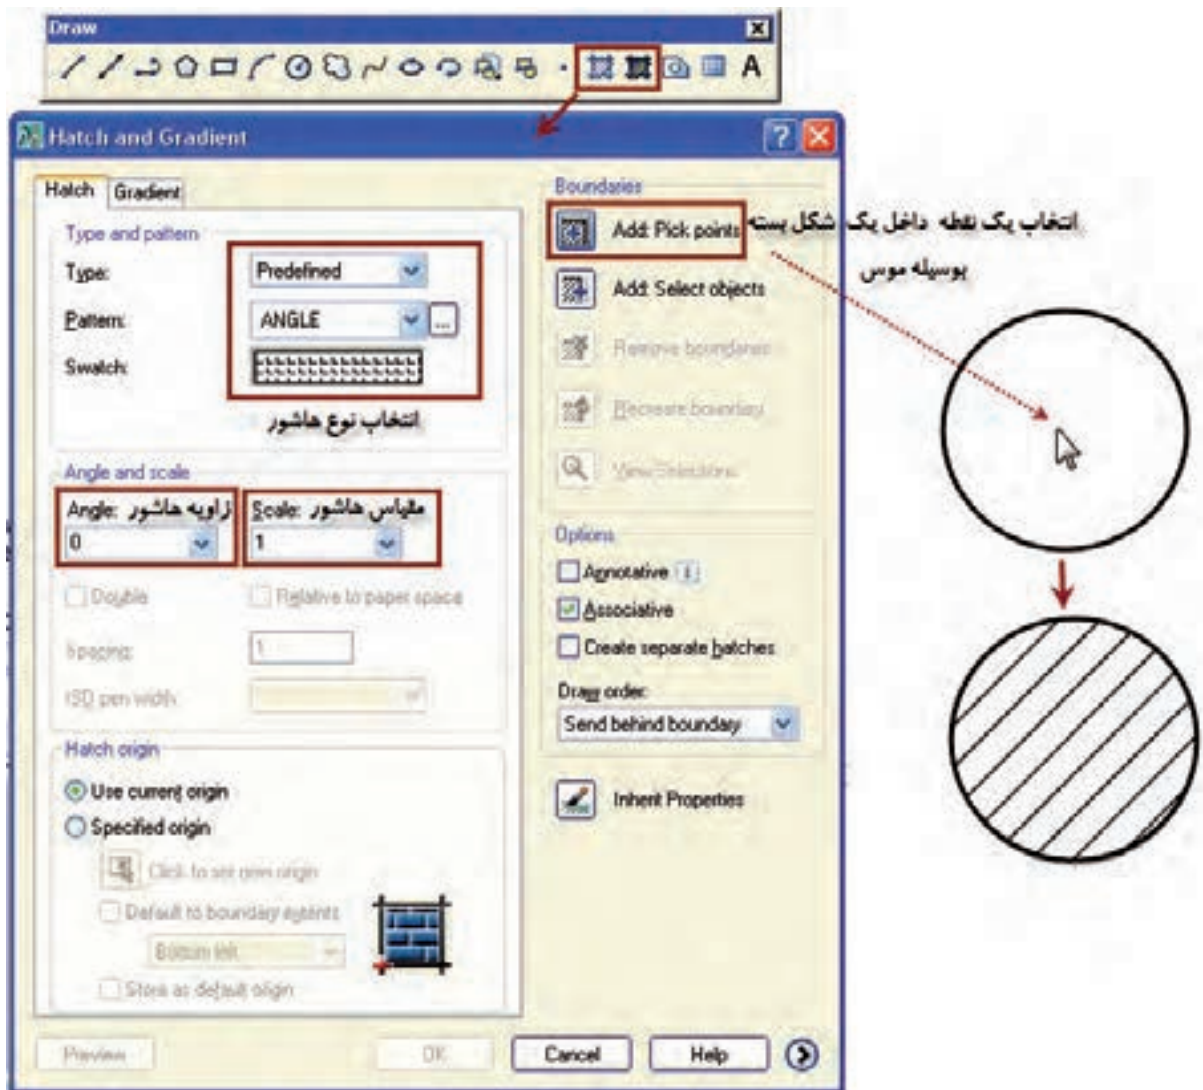 Draw
A
Hatch and Gradient
Hatch
Gradient
Type and pattern
Type:
Predefined
Pattern:
ANGLE
...
Swatch:
انتخاب نوع هاشور
Angle and scale
Angle: زاویه هاشور
0
Scale: مقیاس هاشور
1
Double
Relative to paper space
Spacing:
1
ISO pen width:
Hatch origin
Use current origin
Specified origin
Click to set new origin
Default to boundary extents
Bottom left
Store as default origin
Boundaries
Add: Pick points
Add: Select objects
Remove boundaries
Recreate boundary
View Selections
Options
Annotative
Associative
Create separate hatches
Draw order:
Send behind boundary
Inherit Properties
Preview
OK
Cancel
Help
انتخاب یک نقطه داخل یک شکل بسته
بوسیله موس